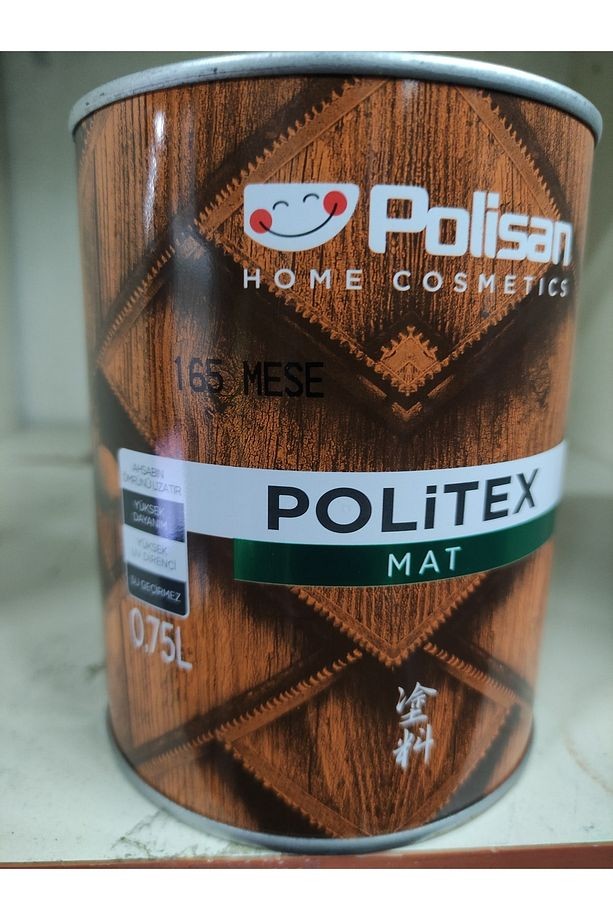 Polisan
HOME COSMETICS
165 MESE
POLiTEX
MAT
AHŞABIN
ÖMRÜNÜ UZATIR
YÜKSEK
DAYANIM
YÜKSEK
UV DİRENCİ
SU GEÇİRMEZ
0,75L
塗料